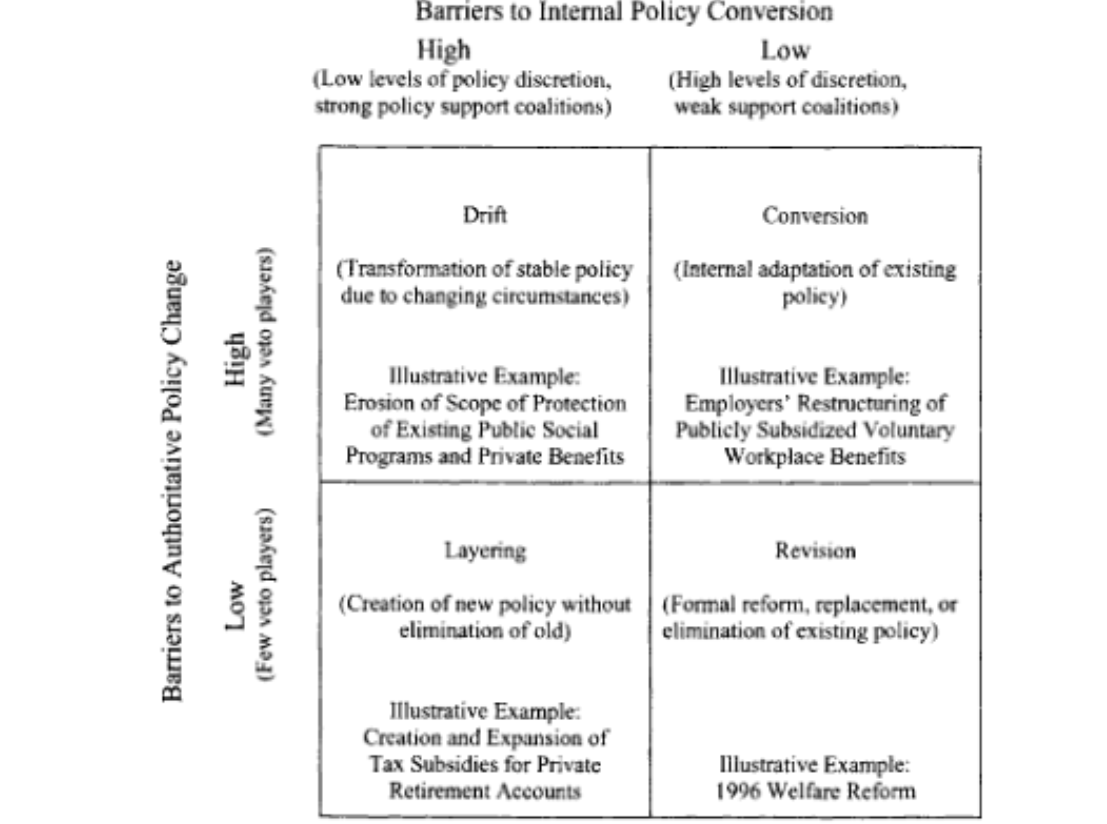 Barriers to Internal Policy Conversion
High
(Low levels of policy discretion,
strong policy support coalitions)
Low
(High levels of discretion,
weak support coalitions)
Barriers to Authoritative Policy Change
High
(Many veto players)
Drift
(Transformation of stable policy
due to changing circumstances)
Illustrative Example:
Erosion of Scope of Protection
of Existing Public Social
Programs and Private Benefits
Conversion
(Internal adaptation of existing
policy)
Illustrative Example:
Employers' Restructuring of
Publicly Subsidized Voluntary
Workplace Benefits
Low
(Few veto players)
Layering
(Creation of new policy without
elimination of old)
Illustrative Example:
Creation and Expansion of
Tax Subsidies for Private
Retirement Accounts
Revision
(Formal reform, replacement, or
elimination of existing policy)
Illustrative Example:
1996 Welfare Reform